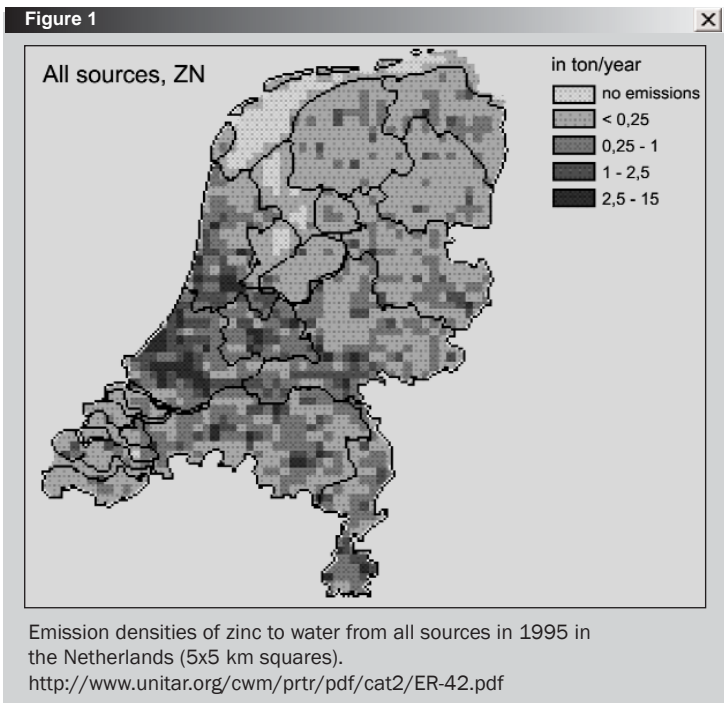 Figure 1
All sources, ZN
in ton/year
no emissions
< 0,25
0,25 - 1
1 - 2,5
2,5 - 15
Emission densities of zinc to water from all sources in 1995 in
the Netherlands (5x5 km squares).
http://www.unitar.org/cwm/prtr/pdf/cat2/ER-42.pdf